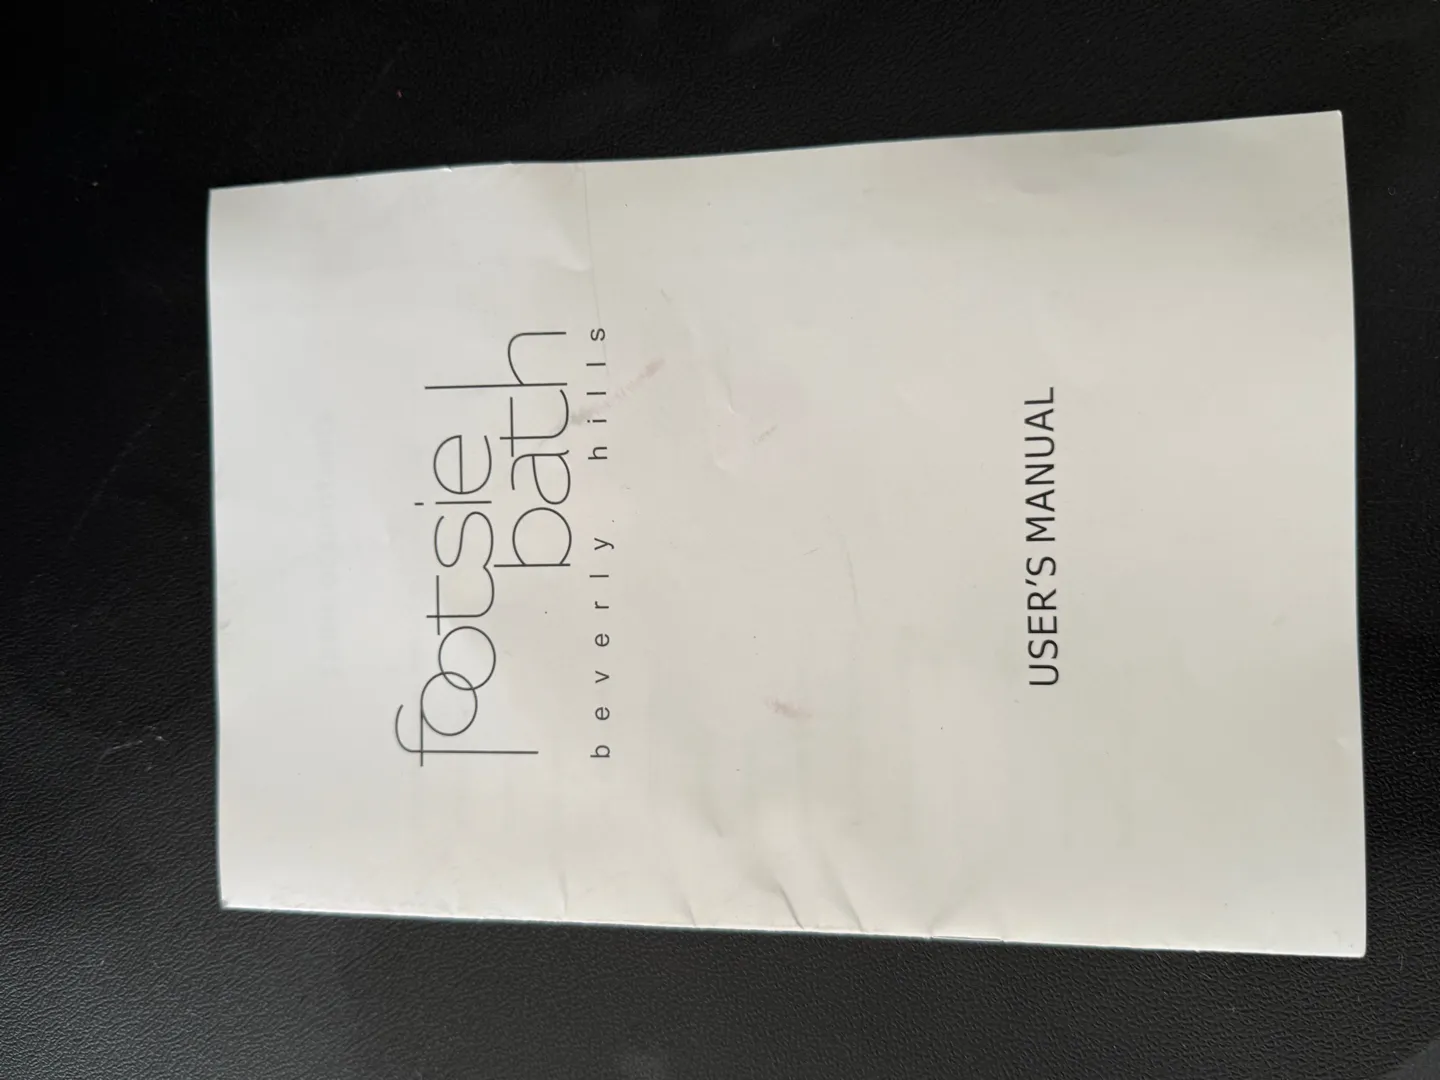 footsie
bath
beverly hills
USER'S MANUAL